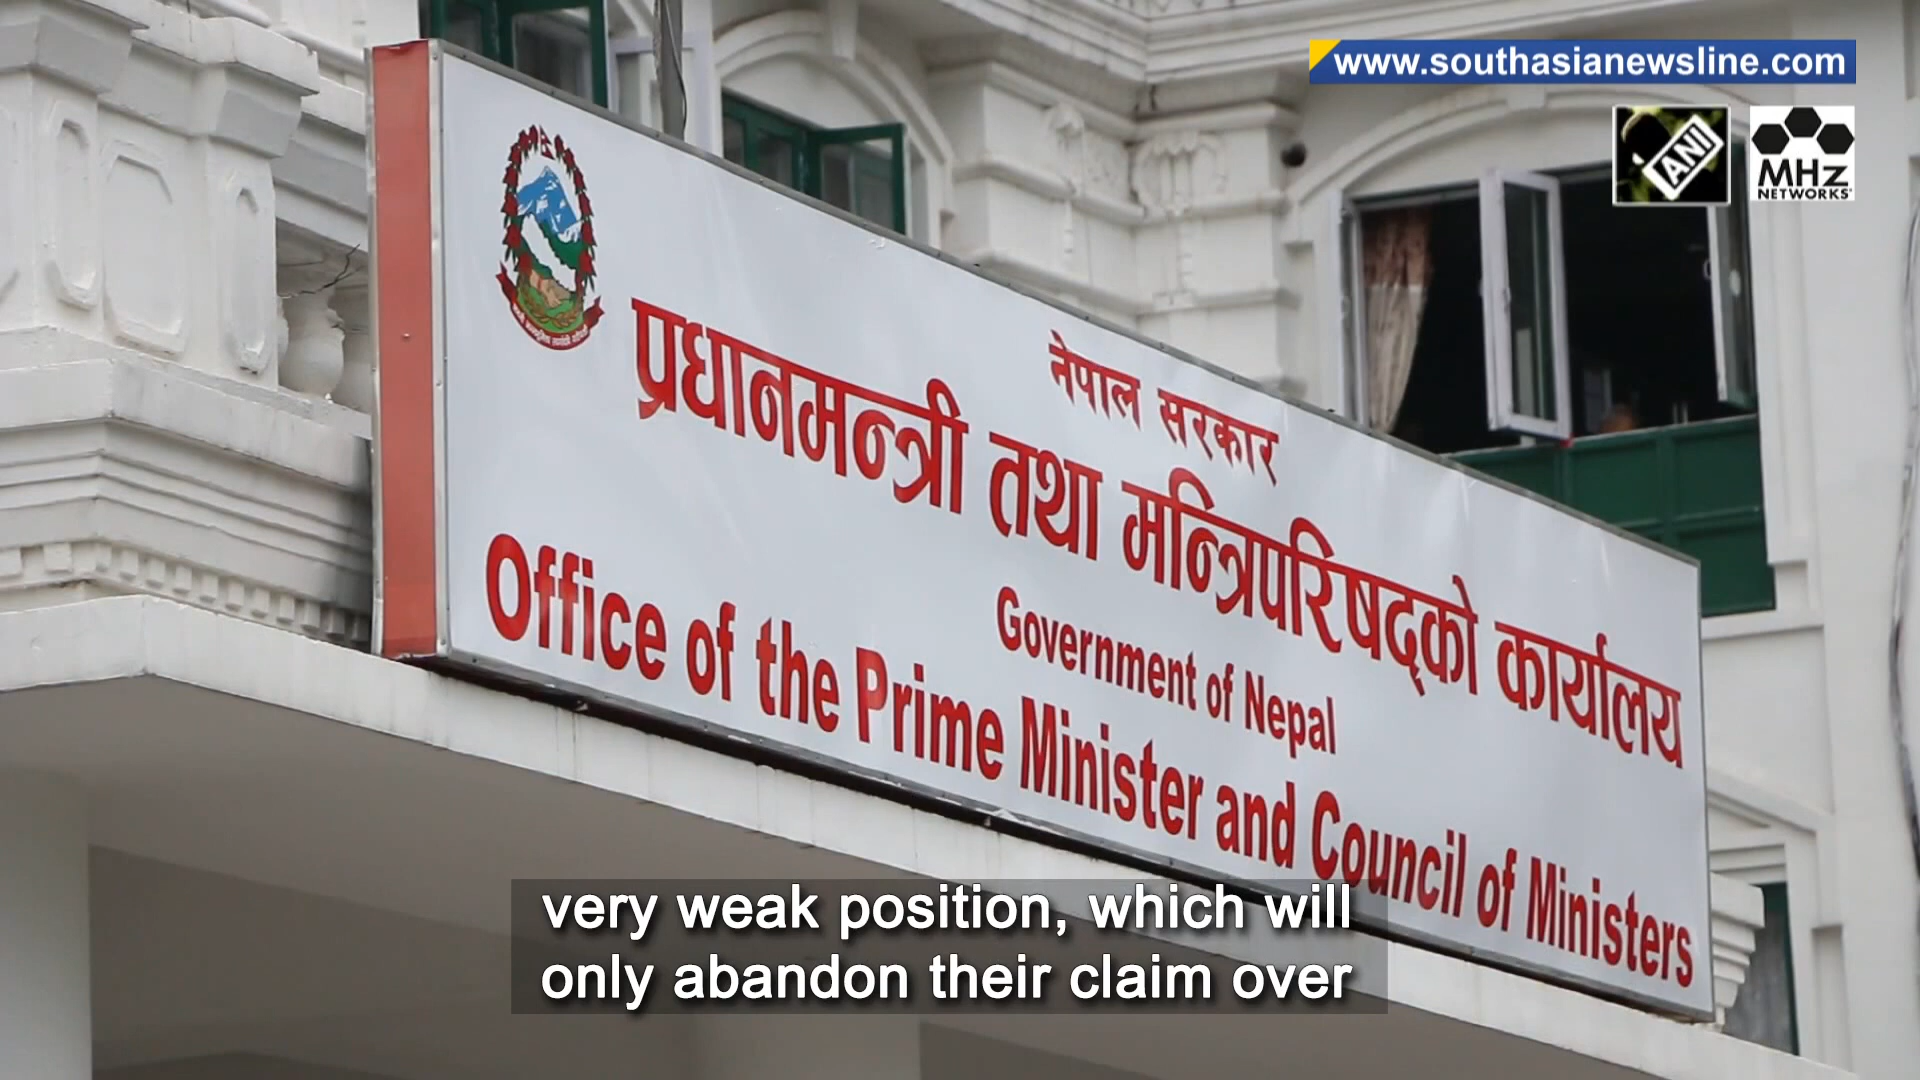 www.southasianewsline.com
ANI
MHz
NETWORKS
नेपाल सरकार
प्रधानमन्त्री तथा मन्त्रिपरिषद्को कार्यालय
Government of Nepal
Office of the Prime Minister and Council of Ministers
very weak position, which will
only abandon their claim over